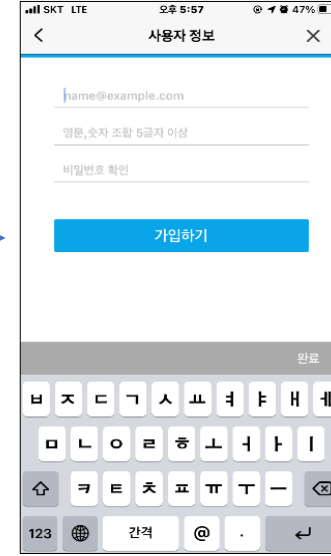 SKT LTE 오후 5:57 47%
사용자 정보
name@example.com
영문,숫자 조합 5글자 이상
비밀번호 확인
가입하기
완료
ㅂ ㅈ ㄷ ㄱ ㅅ ㅛ ㅕ ㅑ ㅐ ㅔ
ㅁ ㄴ ㅇ ㄹ ㅎ ㅗ ㅓ ㅏ ㅣ
ㅋ ㅌ ㅊ ㅍ ㅠ ㅜ ㅡ
123 간격 @ .